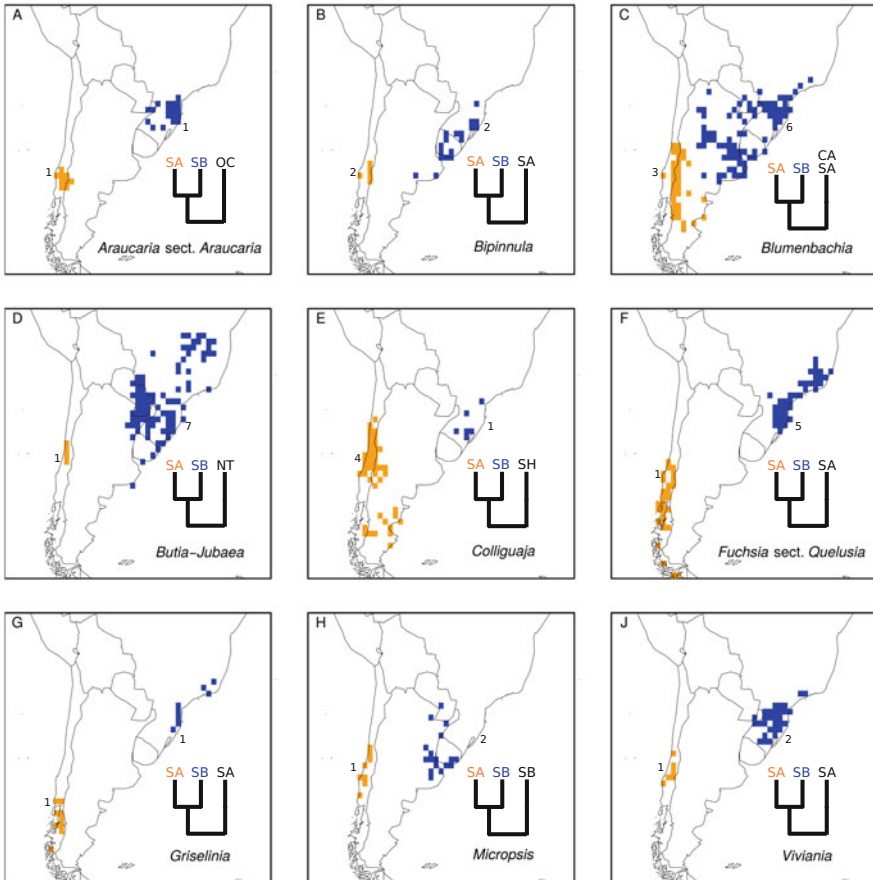 A
1
1
SA SB OC
Araucaria sect. Araucaria
B
2
2
SA SB SA
Bipinnula
C
6
3
CA
SA SB SA
Blumenbachia
D
7
1
SA SB NT
Butia-Jubaea
E
1
4
SA SB SH
Colliguaja
F
5
1
SA SB SA
Fuchsia sect. Quelusia
G
1
1
SA SB SA
Griselinia
H
2
1
SA SB SB
Micropsis
J
2
1
SA SB SA
Viviania